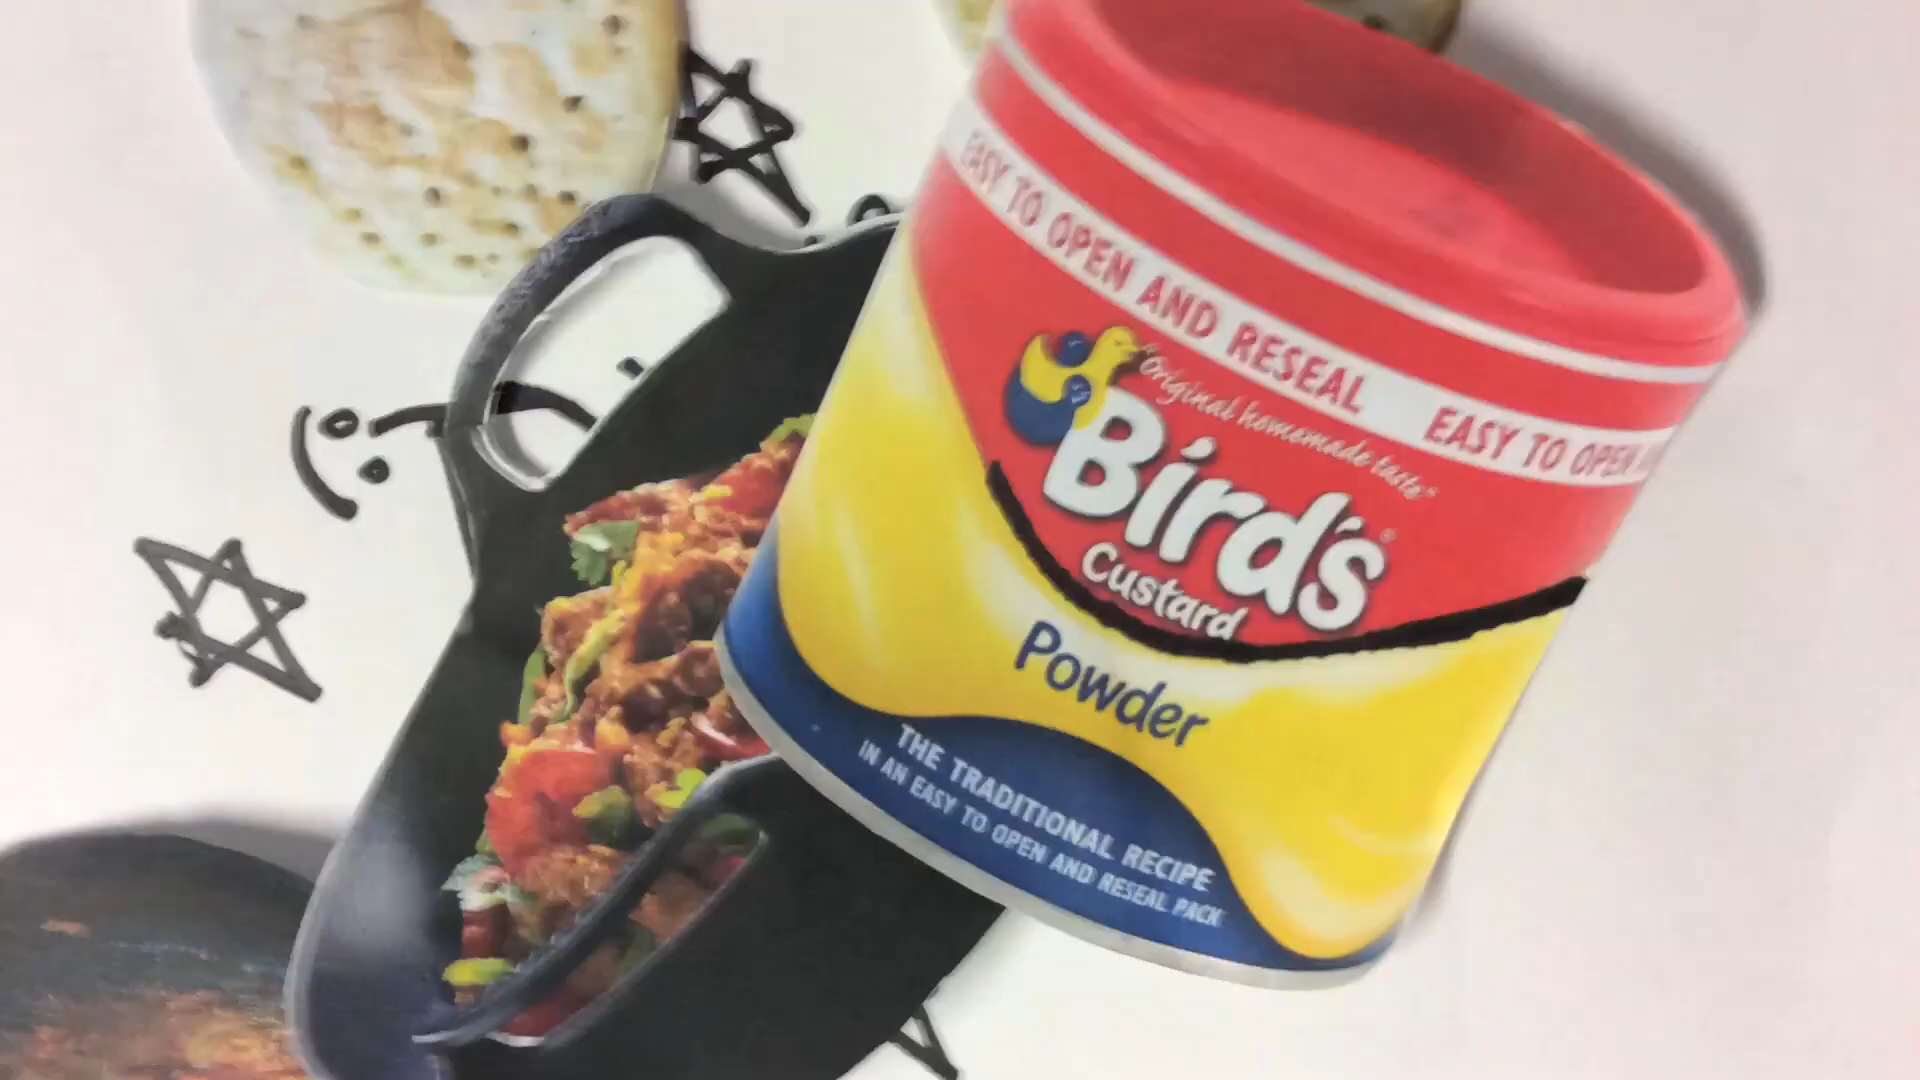 EASY TO OPEN AND RESEAL EASY TO OPEN
"Original homemade taste"
Bird's
Custard
Powder
THE TRADITIONAL RECIPE
IN AN EASY TO OPEN AND RESEAL PACK